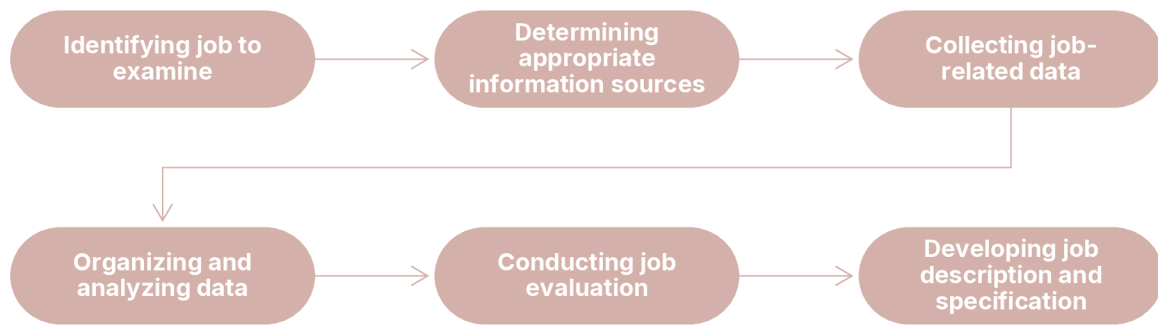 Identifying job to
examine
Determining
appropriate
information sources
Collecting job-
related data
Organizing and
analyzing data
Conducting job
evaluation
Developing job
description and
specification